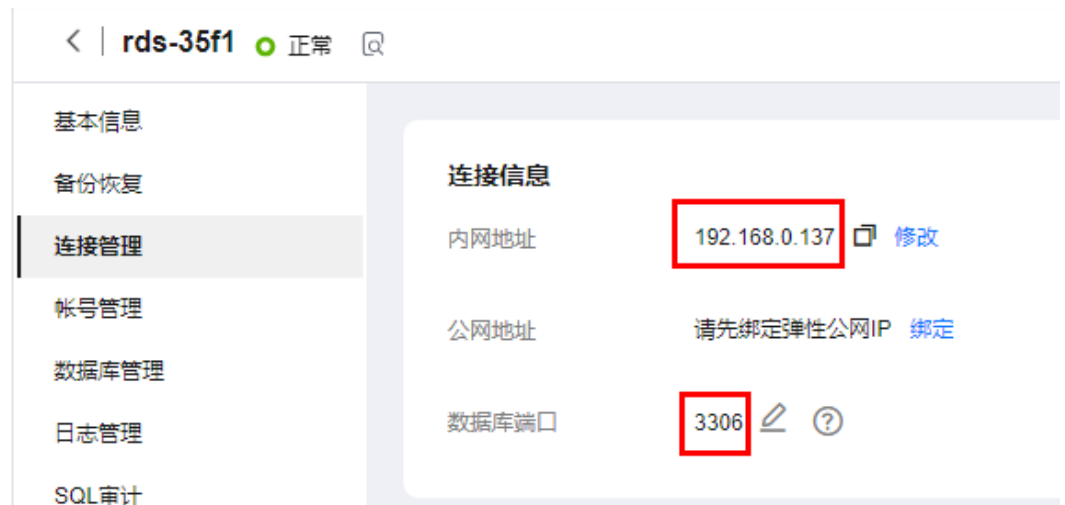 rds-35f1 正常
基本信息
备份恢复
连接管理
帐号管理
数据库管理
日志管理
SQL审计
连接信息
内网地址 192.168.0.137 修改
公网地址 请先绑定弹性公网IP 绑定
数据库端口 3306